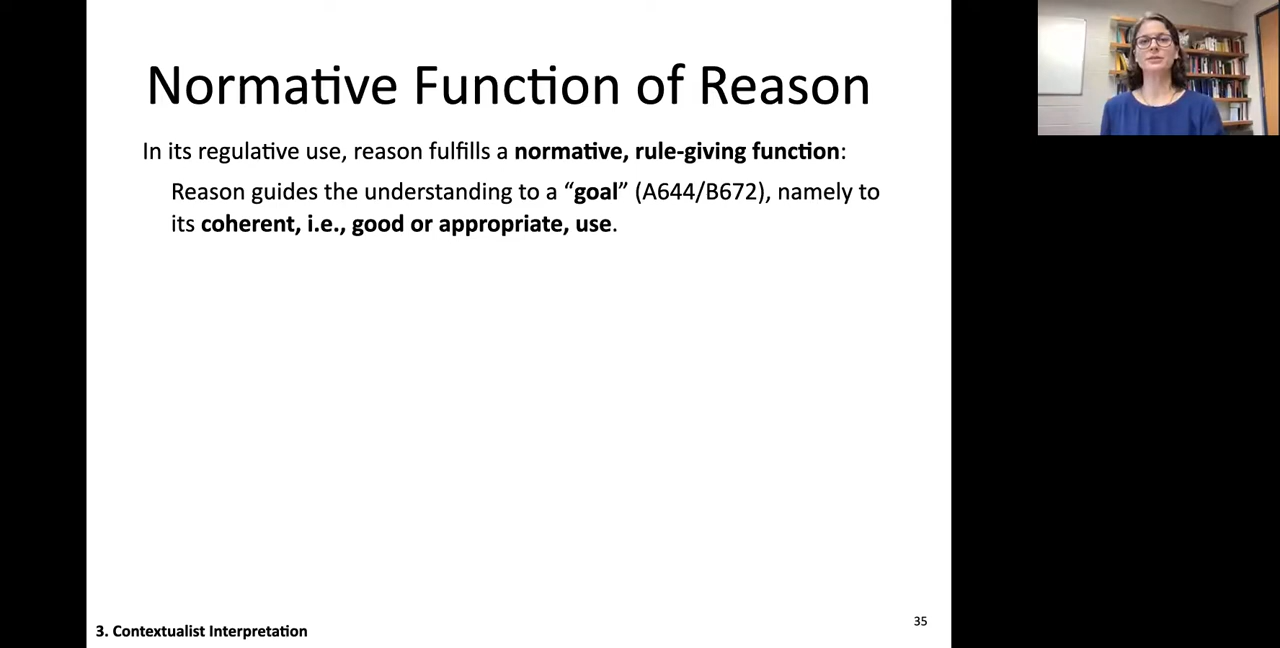 Normative Function of Reason
In its regulative use, reason fulfills a normative, rule-giving function:
Reason guides the understanding to a “goal” (A644/B672), namely to
its coherent, i.e., good or appropriate, use.
3. Contextualist Interpretation
35